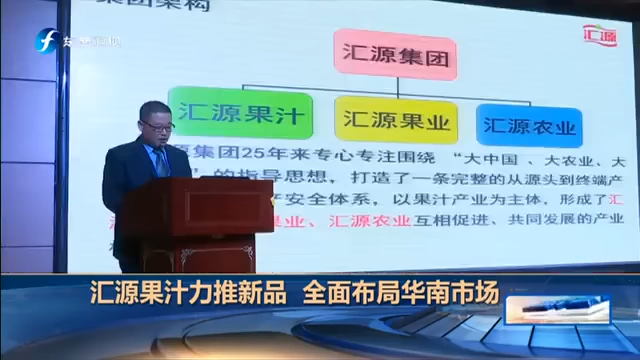 集团架构
汇源
汇源集团
汇源果汁 汇源果业 汇源农业
源集团25年来专心专注围绕 “大中国 、大农业、大
”的指导思想，打造了一条完整的从源头到终端产
安全体系，以果汁产业为主体，形成了汇
果业、汇源农业互相促进、共同发展的产业
汇源果汁力推新品 全面布局华南市场